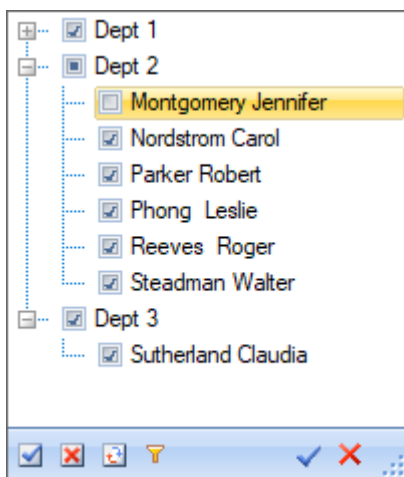 Dept 1
Dept 2
Montgomery Jennifer
Nordstrom Carol
Parker Robert
Phong  Leslie
Reeves  Roger
Steadman Walter
Dept 3
Sutherland Claudia